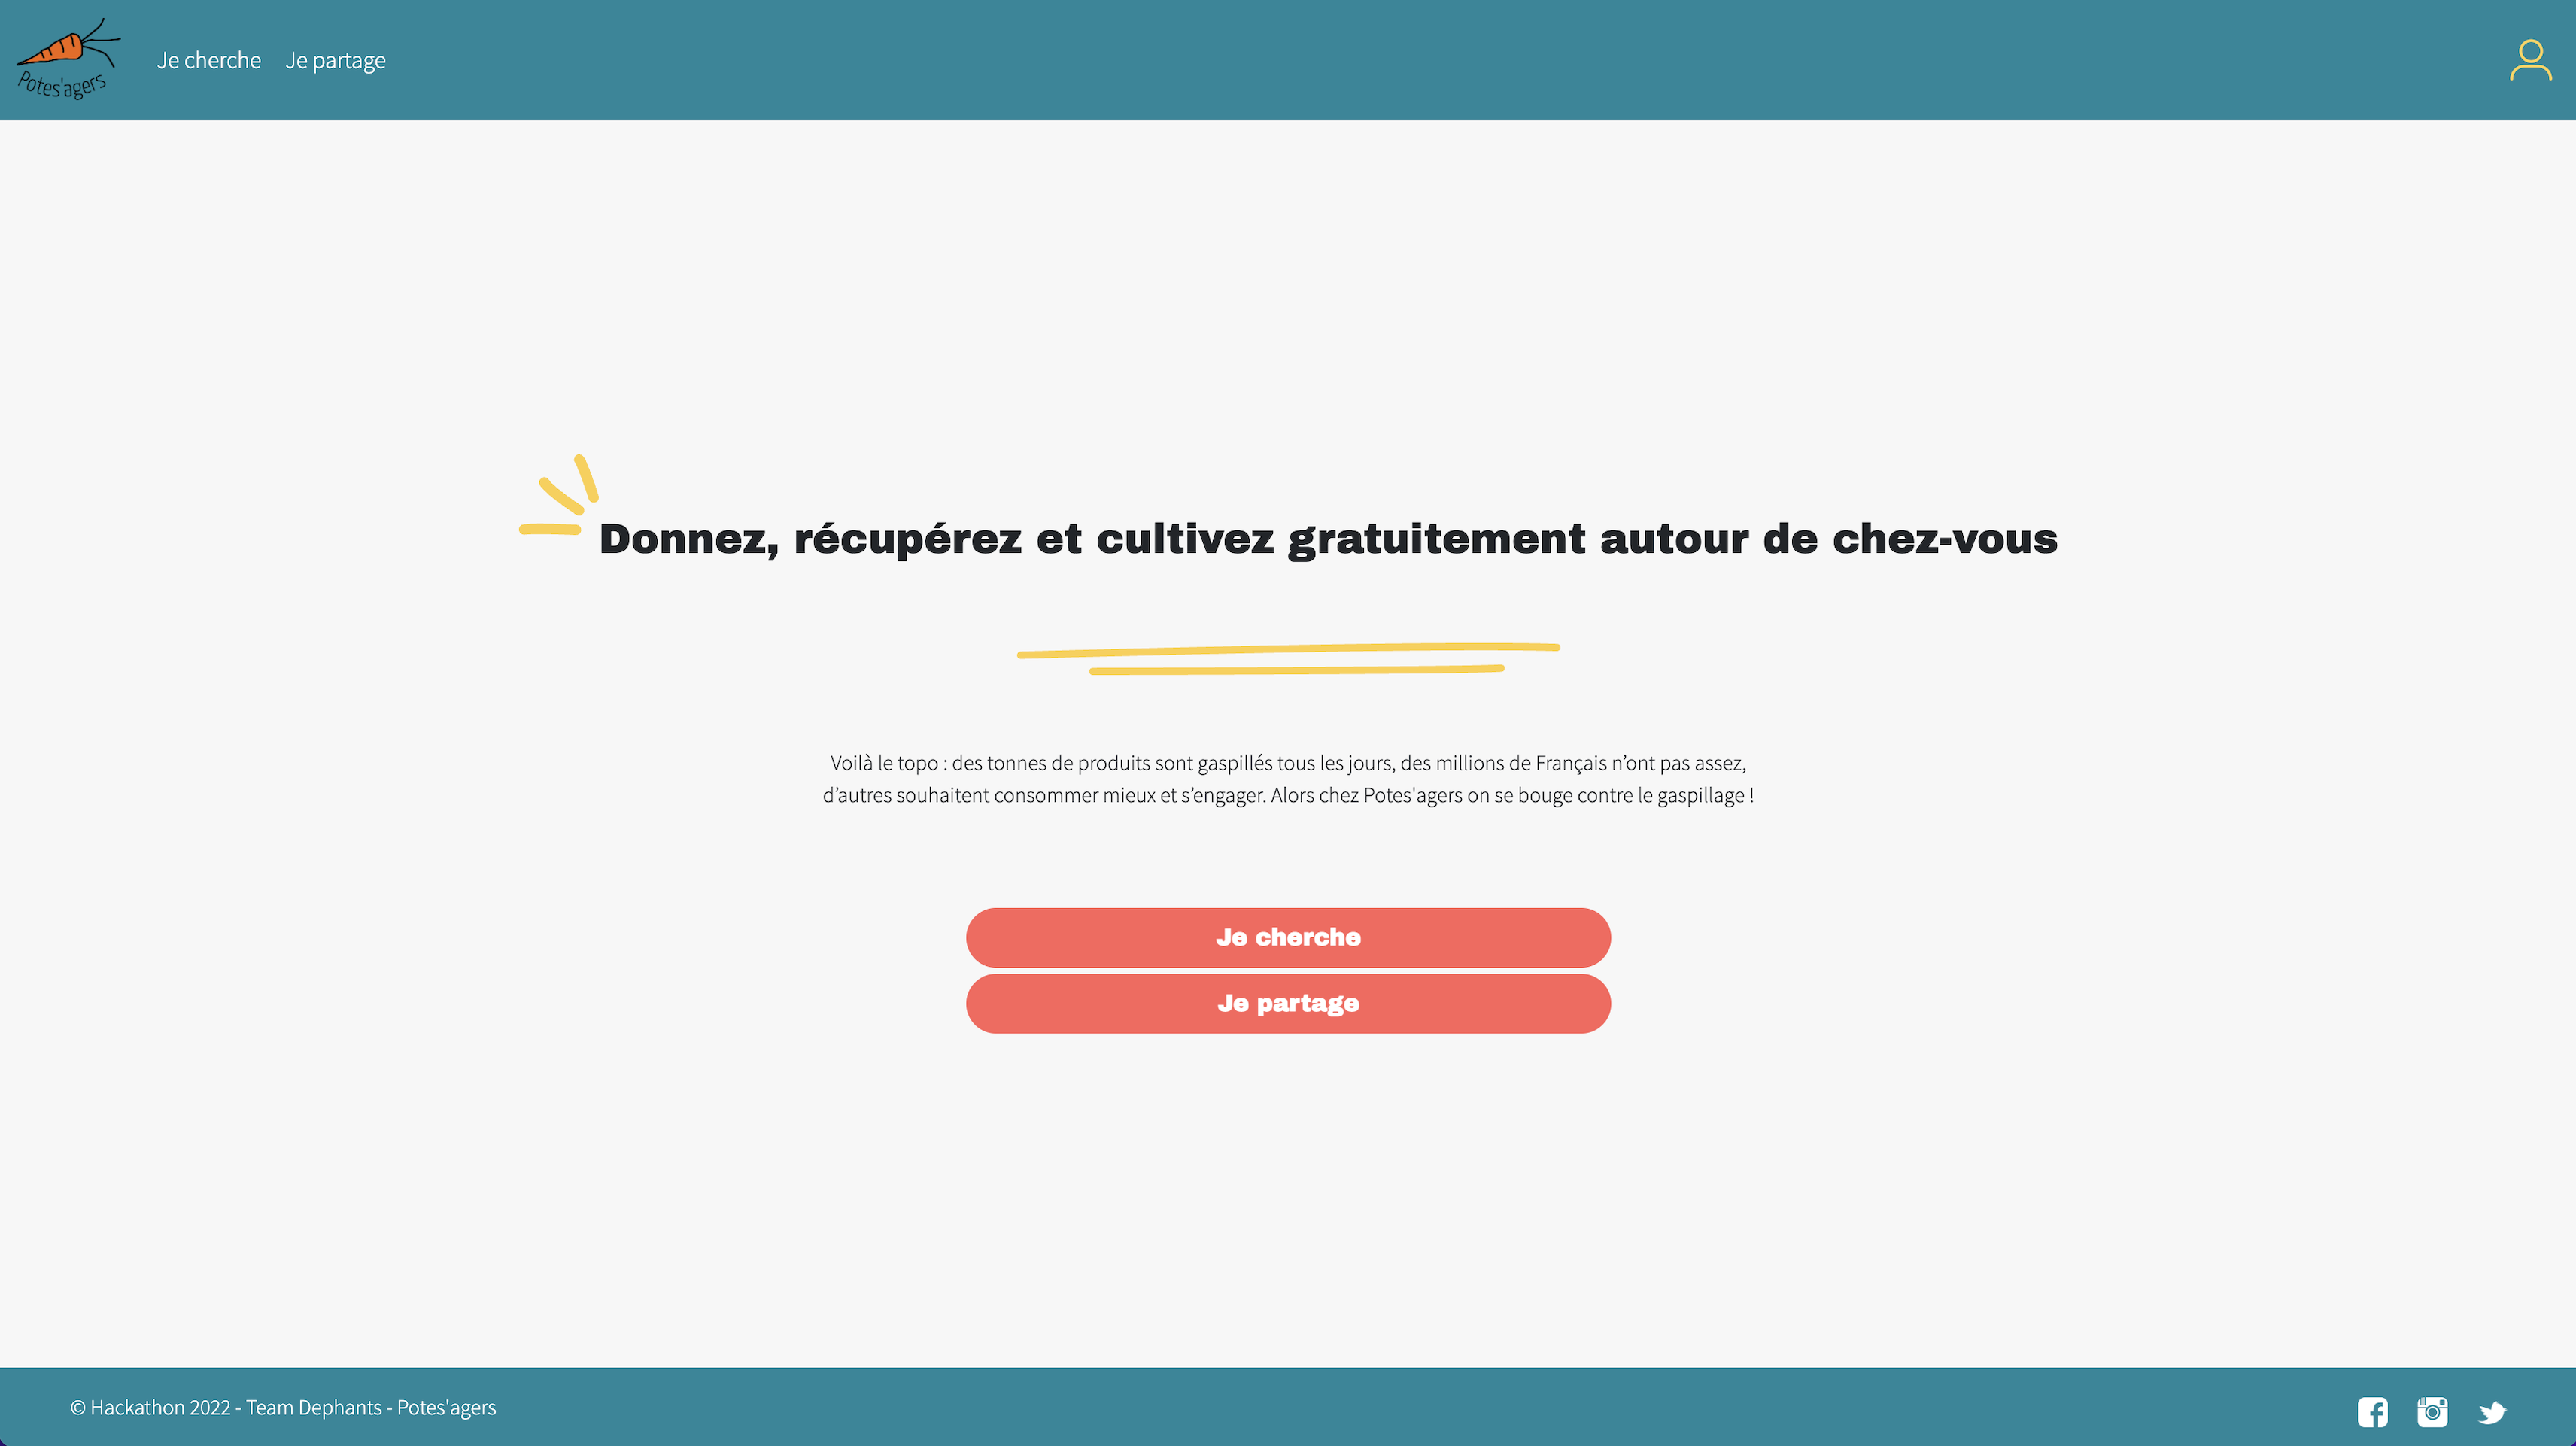 Potes'agers
Je cherche
Je partage
Donnez, récupérez et cultivez gratuitement autour de chez-vous
Voilà le topo : des tonnes de produits sont gaspillés tous les jours, des millions de Français n’ont pas assez,
d’autres souhaitent consommer mieux et s’engager. Alors chez Potes'agers on se bouge contre le gaspillage !
Je cherche
Je partage
© Hackathon 2022 - Team Dephants - Potes'agers